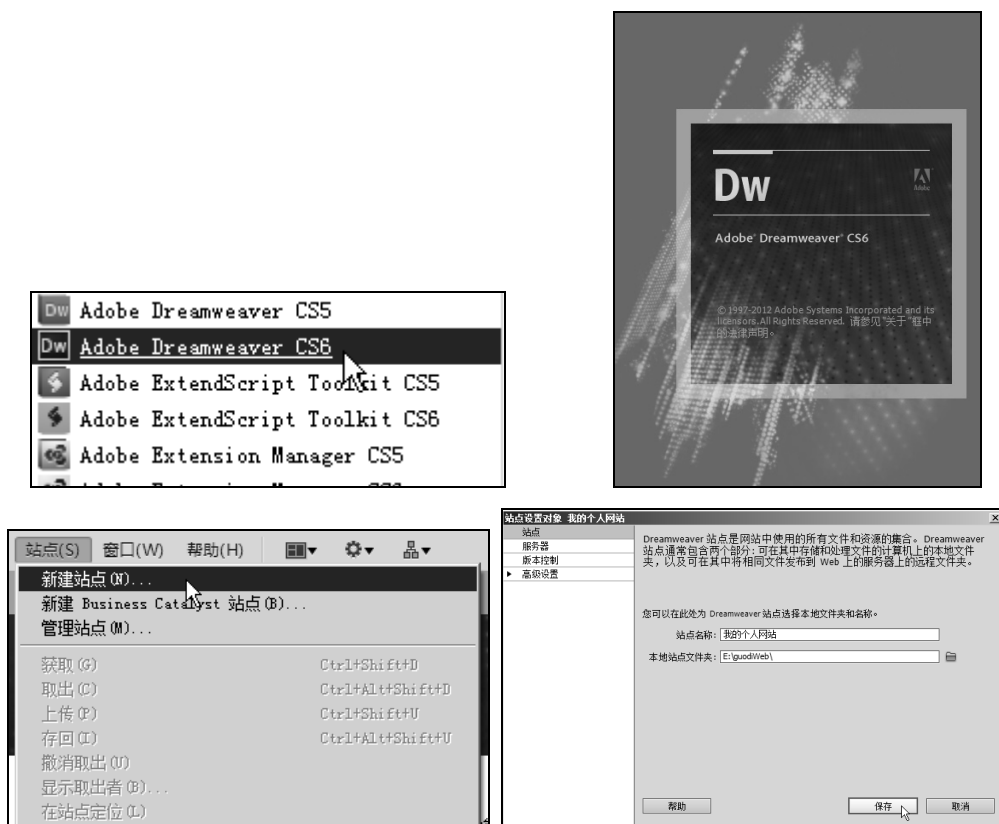 Dw
Adobe
Adobe® Dreamweaver® CS6
© 1997-2012 Adobe Systems Incorporated and its
licensors. All Rights Reserved. 请参见"关于"框中
的法律声明。
Dw Adobe Dreamweaver CS5
Dw Adobe Dreamweaver CS6
Adobe ExtendScript Toolkit CS5
Adobe ExtendScript Toolkit CS6
Adobe Extension Manager CS5
站点(S) 窗口(W) 帮助(H)
新建站点(N)...
新建 Business Catalyst 站点(B)...
管理站点(M)...
获取(G) Ctrl+Shift+D
取出(C) Ctrl+Alt+Shift+D
上传(P) Ctrl+Shift+U
存回(I) Ctrl+Alt+Shift+U
撤消取出(U)
显示取出者(B)...
在站点定位(L)
站点设置对象 我的个人网站
站点
服务器
版本控制
高级设置
Dreamweaver 站点是网站中使用的所有文件和资源的集合。Dreamweaver
站点通常包含两个部分:可在其中存储和处理文件的计算机上的本地文件
夹,以及可在其中将相同文件发布到 Web 上的服务器上的远程文件夹。
您可以在此处为 Dreamweaver 站点选择本地文件夹和名称。
站点名称: 我的个人网站
本地站点文件夹: E:\guodiWeb\
帮助 保存 取消